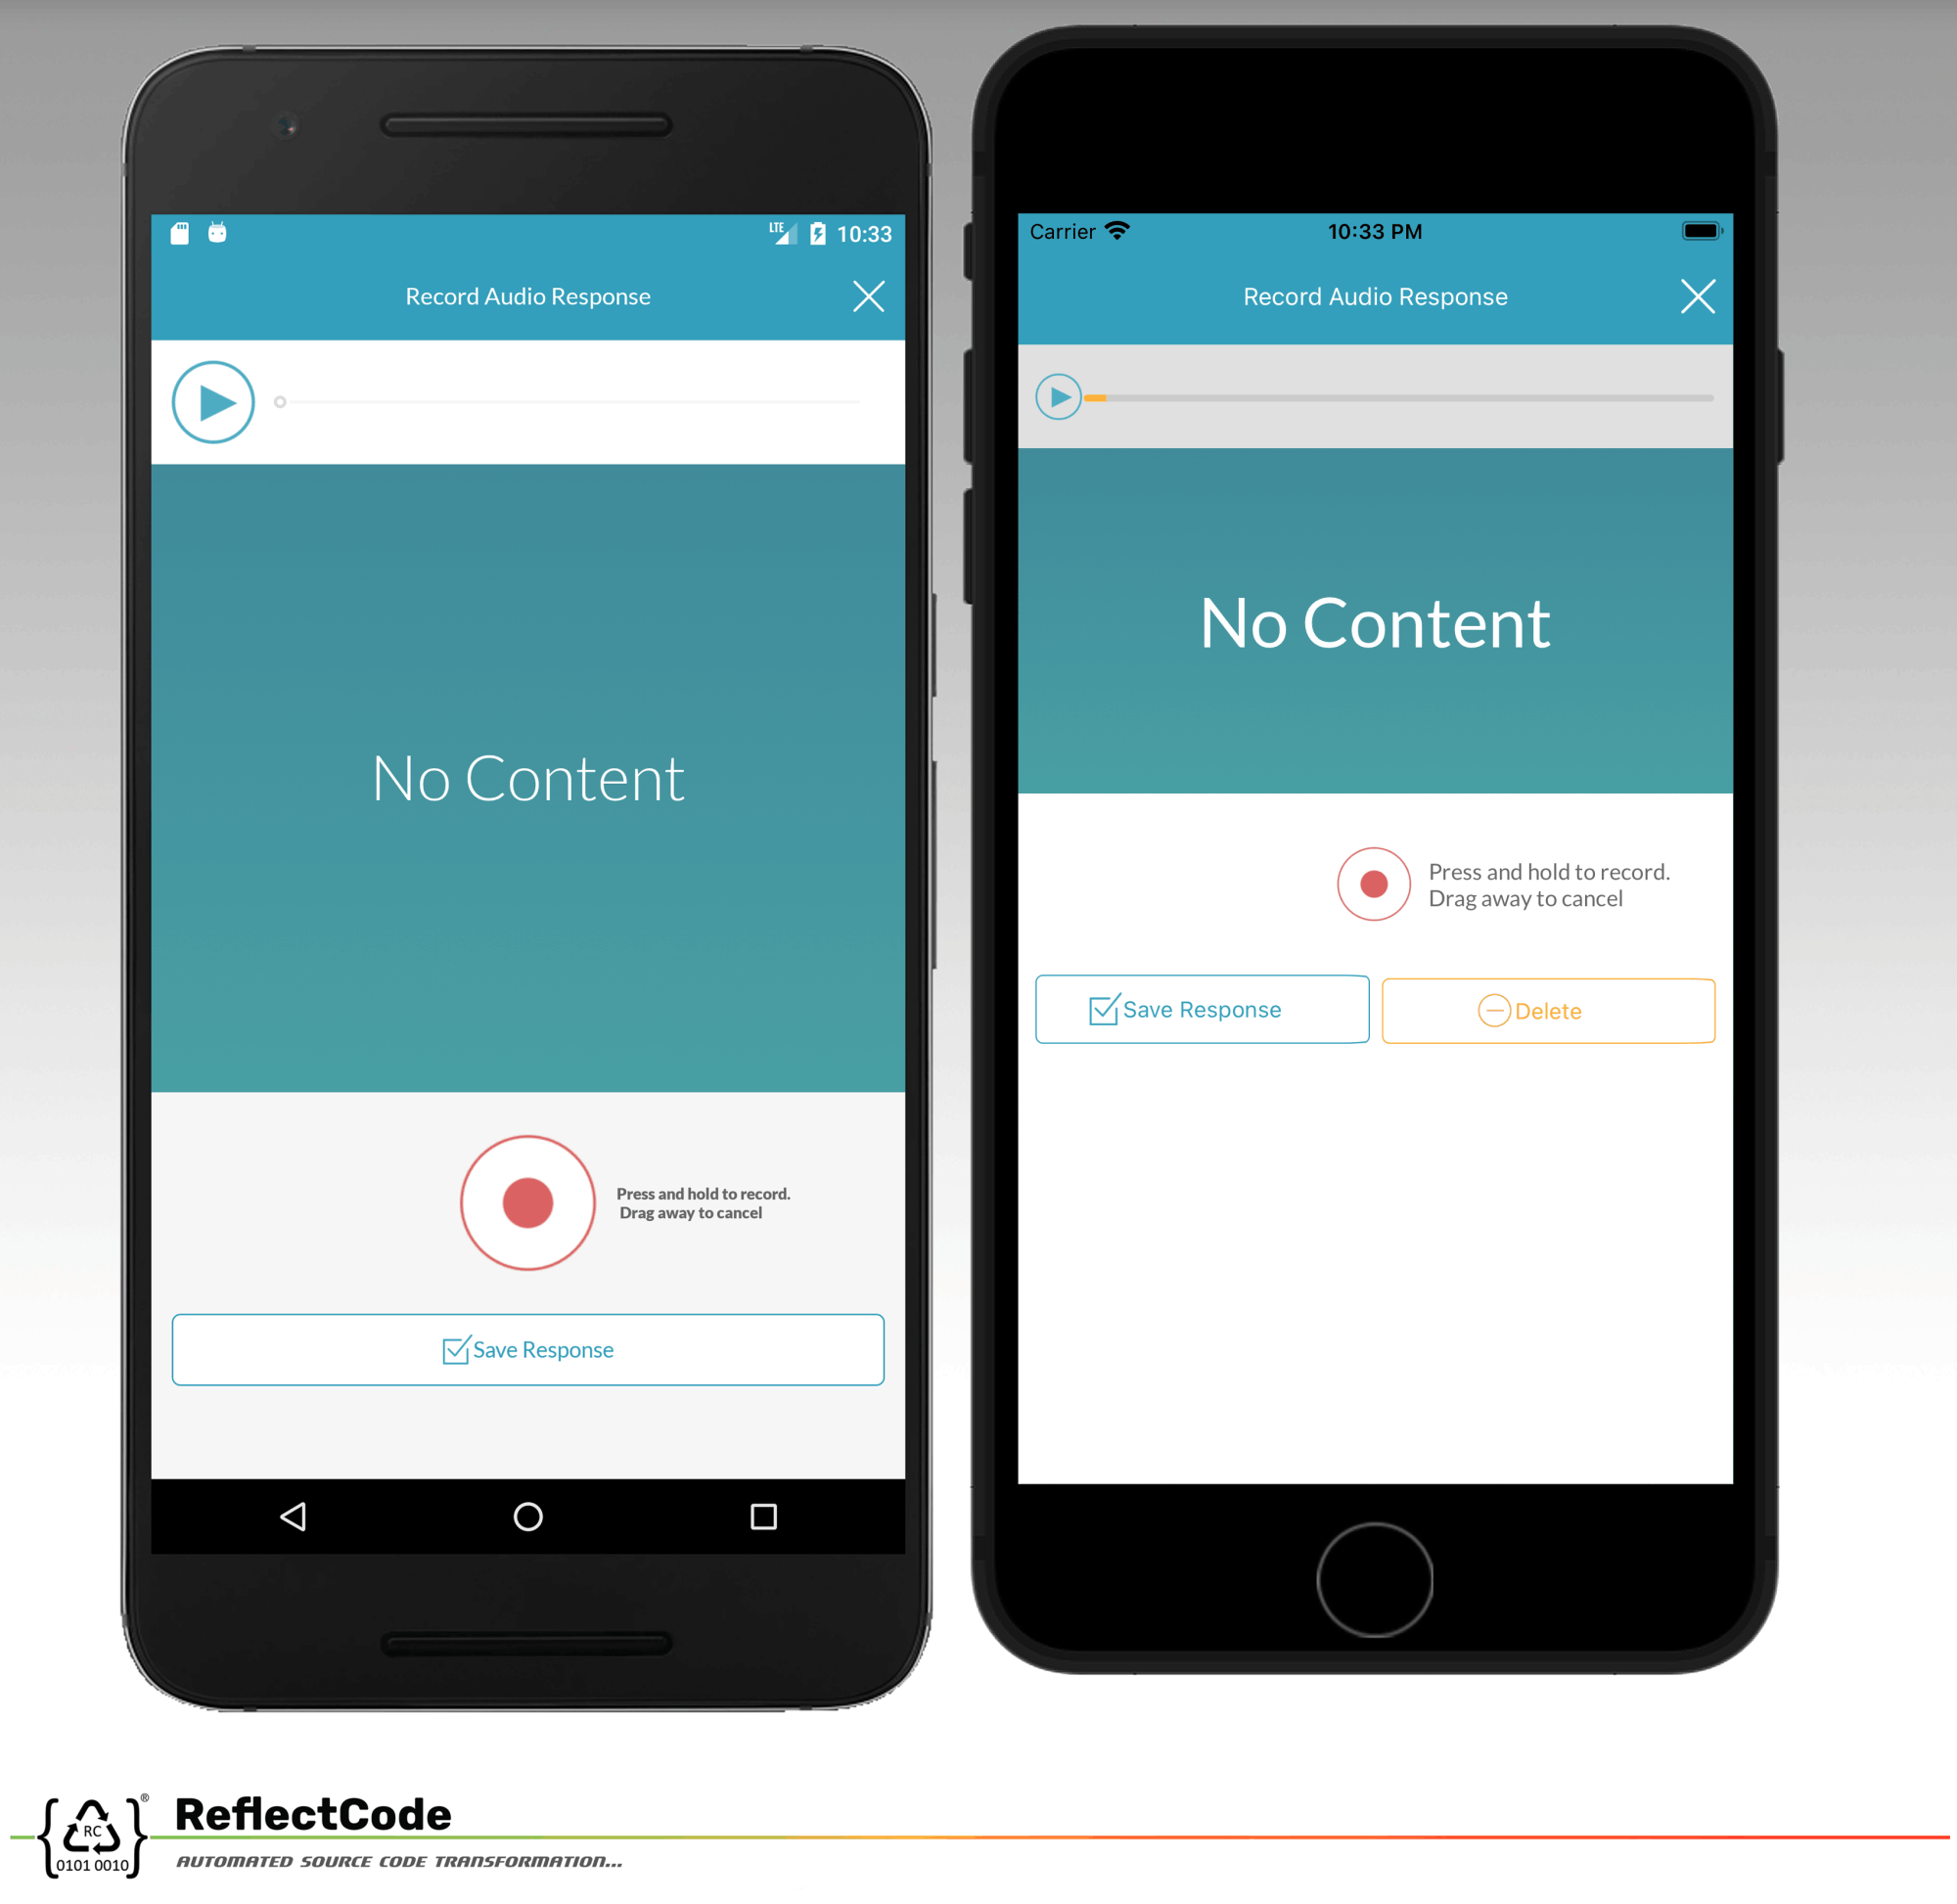 LTE 10:33
Record Audio Response
No Content
Press and hold to record.
Drag away to cancel
Save Response
Carrier 10:33 PM
Record Audio Response
No Content
Press and hold to record.
Drag away to cancel
Save Response Delete
RC
0101 0010
®
ReflectCode
AUTOMATED SOURCE CODE TRANSFORMATION...